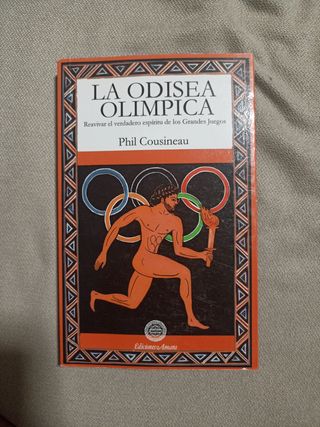 LA ODISEA
OLIMPICA
Reavivar el verdadero espíritu de los Grandes Juegos
Phil Cousineau
Ediciones Amara